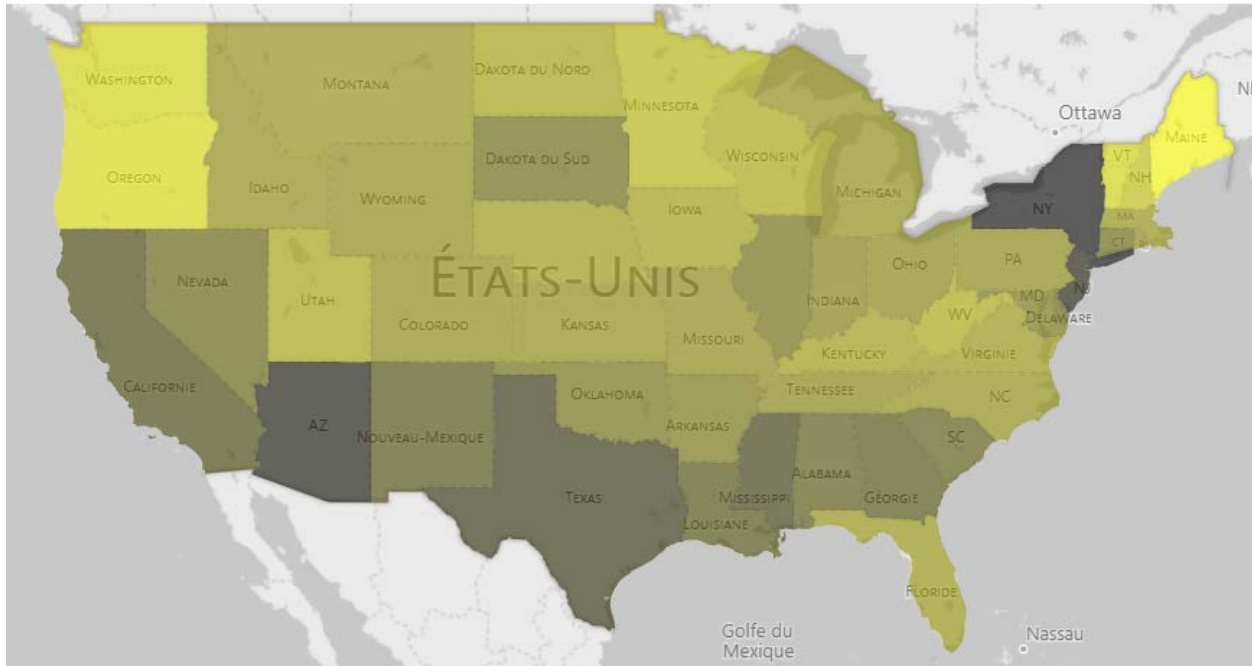 Washington
Montana
Dakota du Nord
Minnesota
Ottawa
Maine
N
VT
NH
Oregon
Idaho
Wyoming
Dakota du Sud
Wisconsin
Michigan
Iowa
NY
MA
CT
Nevada
Utah
Colorado
États-Unis
Kansas
Missouri
Indiana
Ohio
PA
NJ
MD
Delaware
WV
Virginie
Kentucky
Californie
AZ
Nouveau-Mexique
Oklahoma
Arkansas
Tennessee
NC
SC
Texas
Louisiane
Mississippi
Alabama
Géorgie
Floride
Golfe du
Mexique
Nassau